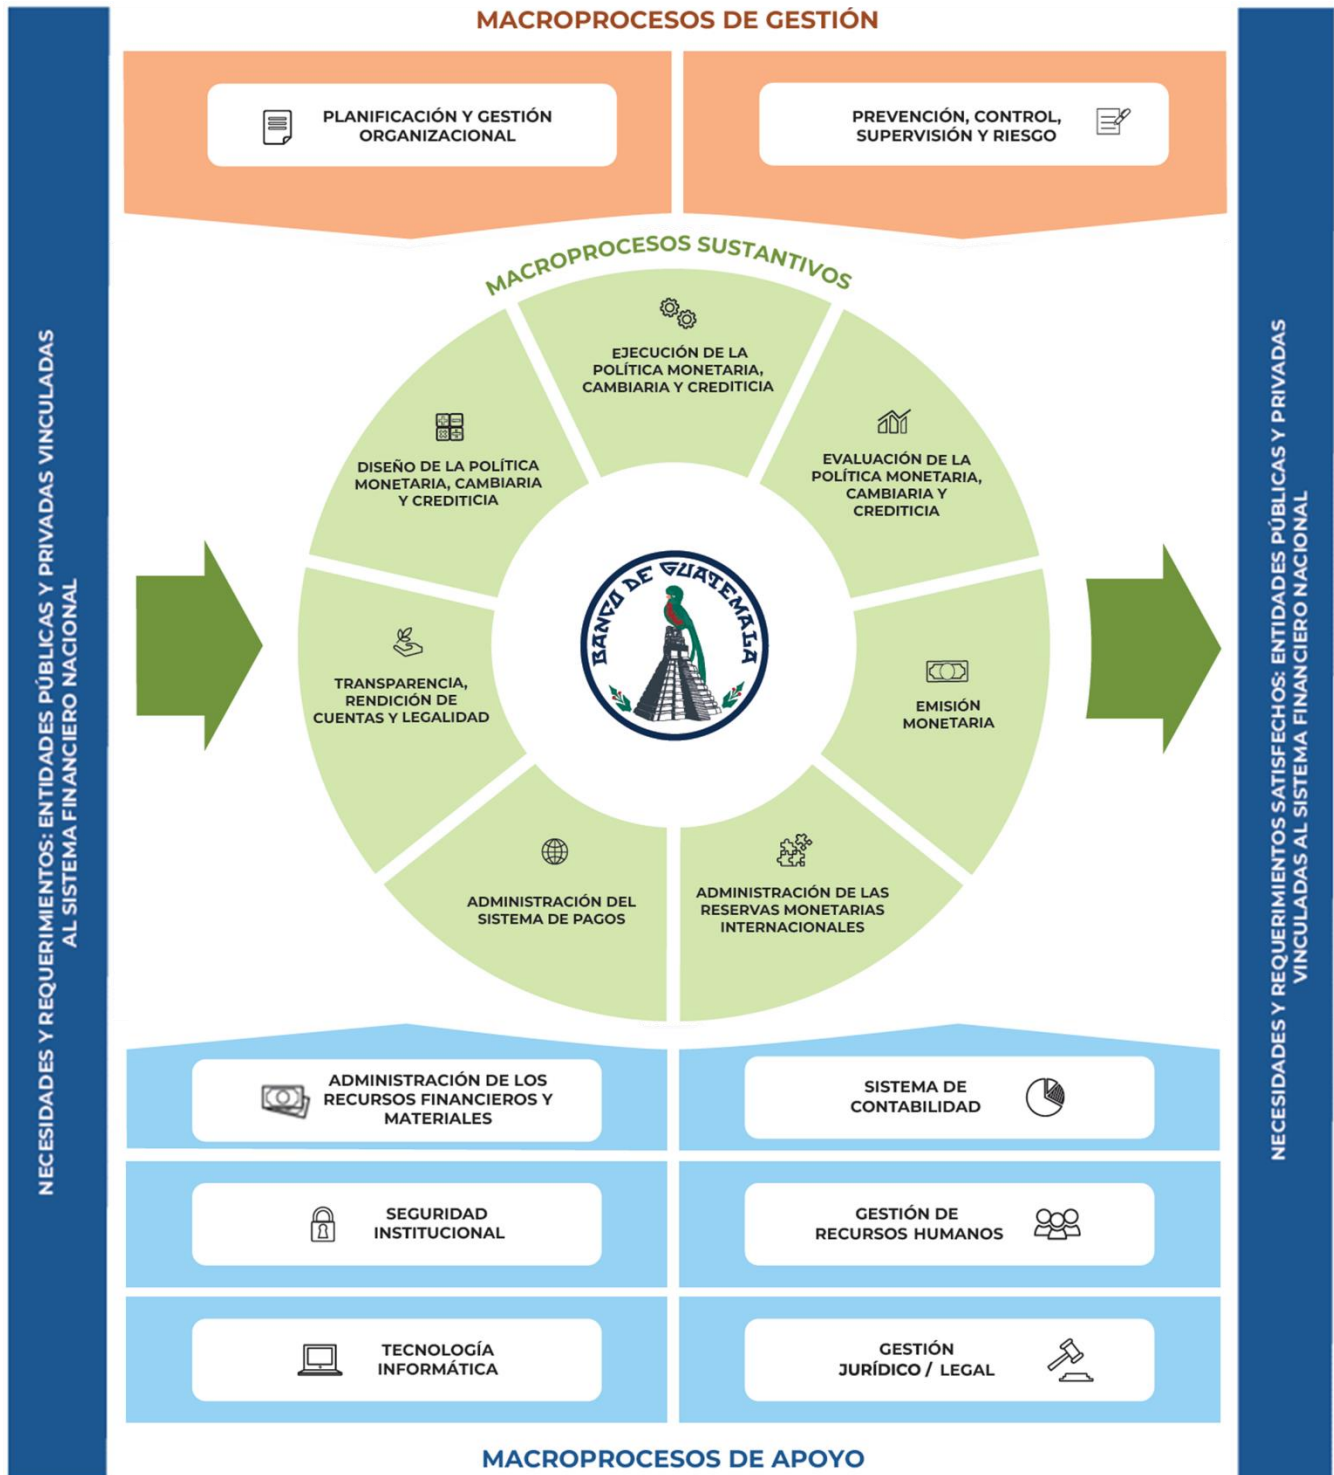 MACROPROCESOS DE GESTIÓN
PLANIFICACIÓN Y GESTIÓN
ORGANIZACIONAL
PREVENCIÓN, CONTROL,
SUPERVISIÓN Y RIESGO
NECESIDADES Y REQUERIMIENTOS: ENTIDADES PÚBLICAS Y PRIVADAS VINCULADAS
AL SISTEMA FINANCIERO NACIONAL
MACROPROCESOS SUSTANTIVOS
EJECUCIÓN DE LA
POLÍTICA MONETARIA,
CAMBIARIA Y CREDITICIA
DISEÑO DE LA POLÍTICA
MONETARIA, CAMBIARIA
Y CREDITICIA
EVALUACIÓN DE LA
POLÍTICA MONETARIA,
CAMBIARIA Y
CREDITICIA
BANCO DE GUATEMALA
TRANSPARENCIA,
RENDICIÓN DE
CUENTAS Y LEGALIDAD
EMISIÓN
MONETARIA
ADMINISTRACIÓN DEL
SISTEMA DE PAGOS
ADMINISTRACIÓN DE LAS
RESERVAS MONETARIAS
INTERNACIONALES
NECESIDADES Y REQUERIMIENTOS SATISFECHOS: ENTIDADES PÚBLICAS Y PRIVADAS
VINCULADAS AL SISTEMA FINANCIERO NACIONAL
ADMINISTRACIÓN DE LOS
RECURSOS FINANCIEROS Y
MATERIALES
SISTEMA DE
CONTABILIDAD
SEGURIDAD
INSTITUCIONAL
GESTIÓN DE
RECURSOS HUMANOS
TECNOLOGÍA
INFORMÁTICA
GESTIÓN
JURÍDICO / LEGAL
MACROPROCESOS DE APOYO